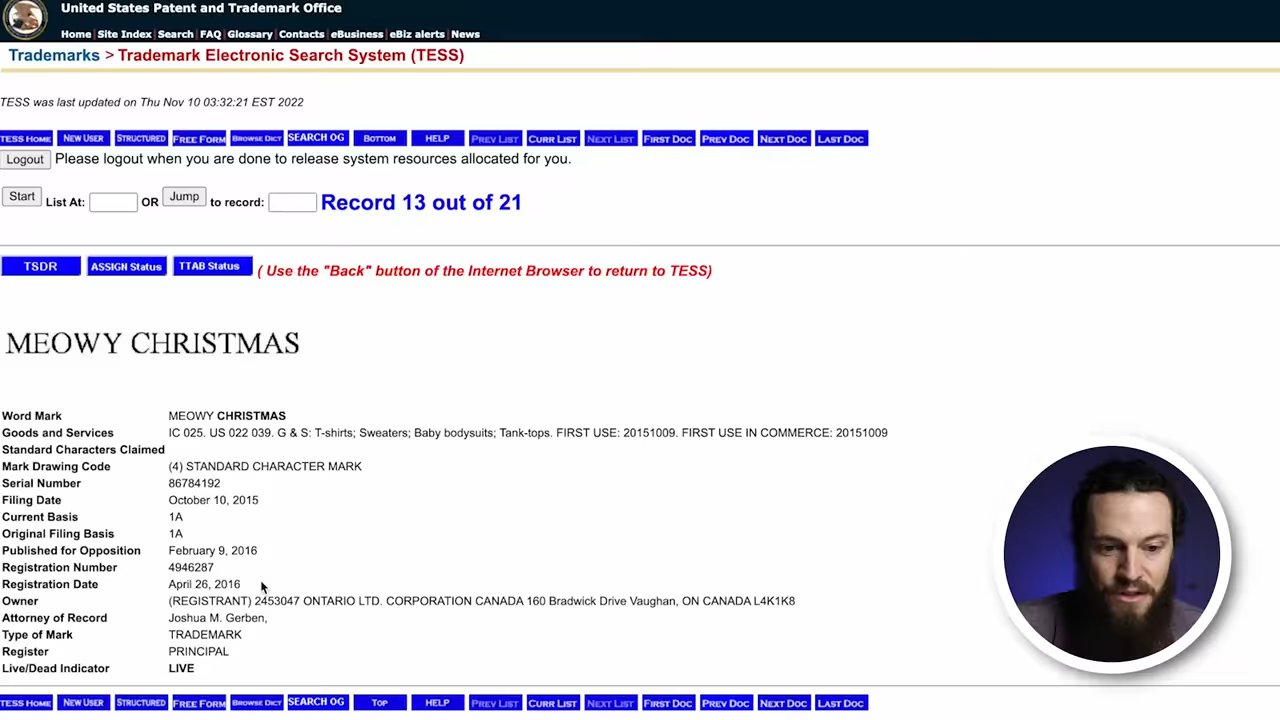 United States Patent and Trademark Office
Home | Site Index | Search | FAQ | Glossary | Contacts | eBusiness | eBiz alerts | News
Trademarks > Trademark Electronic Search System (TESS)
TESS was last updated on Thu Nov 10 03:32:21 EST 2022
TESS HOME NEW USER STRUCTURED FREE FORM BROWSE DICT SEARCH OG BOTTOM HELP PREV LIST CURR LIST NEXT LIST FIRST DOC PREV DOC NEXT DOC LAST DOC
Logout Please logout when you are done to release system resources allocated for you.
Start List At: OR Jump to record: Record 13 out of 21
TSDR ASSIGN Status TTAB Status ( Use the "Back" button of the Internet Browser to return to TESS)
MEOWY CHRISTMAS
Word Mark MEOWY CHRISTMAS
Goods and Services IC 025. US 022 039. G & S: T-shirts; Sweaters; Baby bodysuits; Tank-tops. FIRST USE: 20151009. FIRST USE IN COMMERCE: 20151009
Standard Characters Claimed
Mark Drawing Code (4) STANDARD CHARACTER MARK
Serial Number 86784192
Filing Date October 10, 2015
Current Basis 1A
Original Filing Basis 1A
Published for Opposition February 9, 2016
Registration Number 4946287
Registration Date April 26, 2016
Owner (REGISTRANT) 2453047 ONTARIO LTD. CORPORATION CANADA 160 Bradwick Drive Vaughan, ON CANADA L4K1K8
Attorney of Record Joshua M. Gerben,
Type of Mark TRADEMARK
Register PRINCIPAL
Live/Dead Indicator LIVE
TESS HOME NEW USER STRUCTURED FREE FORM BROWSE DICT SEARCH OG TOP HELP PREV LIST CURR LIST NEXT LIST FIRST DOC PREV DOC NEXT DOC LAST DOC